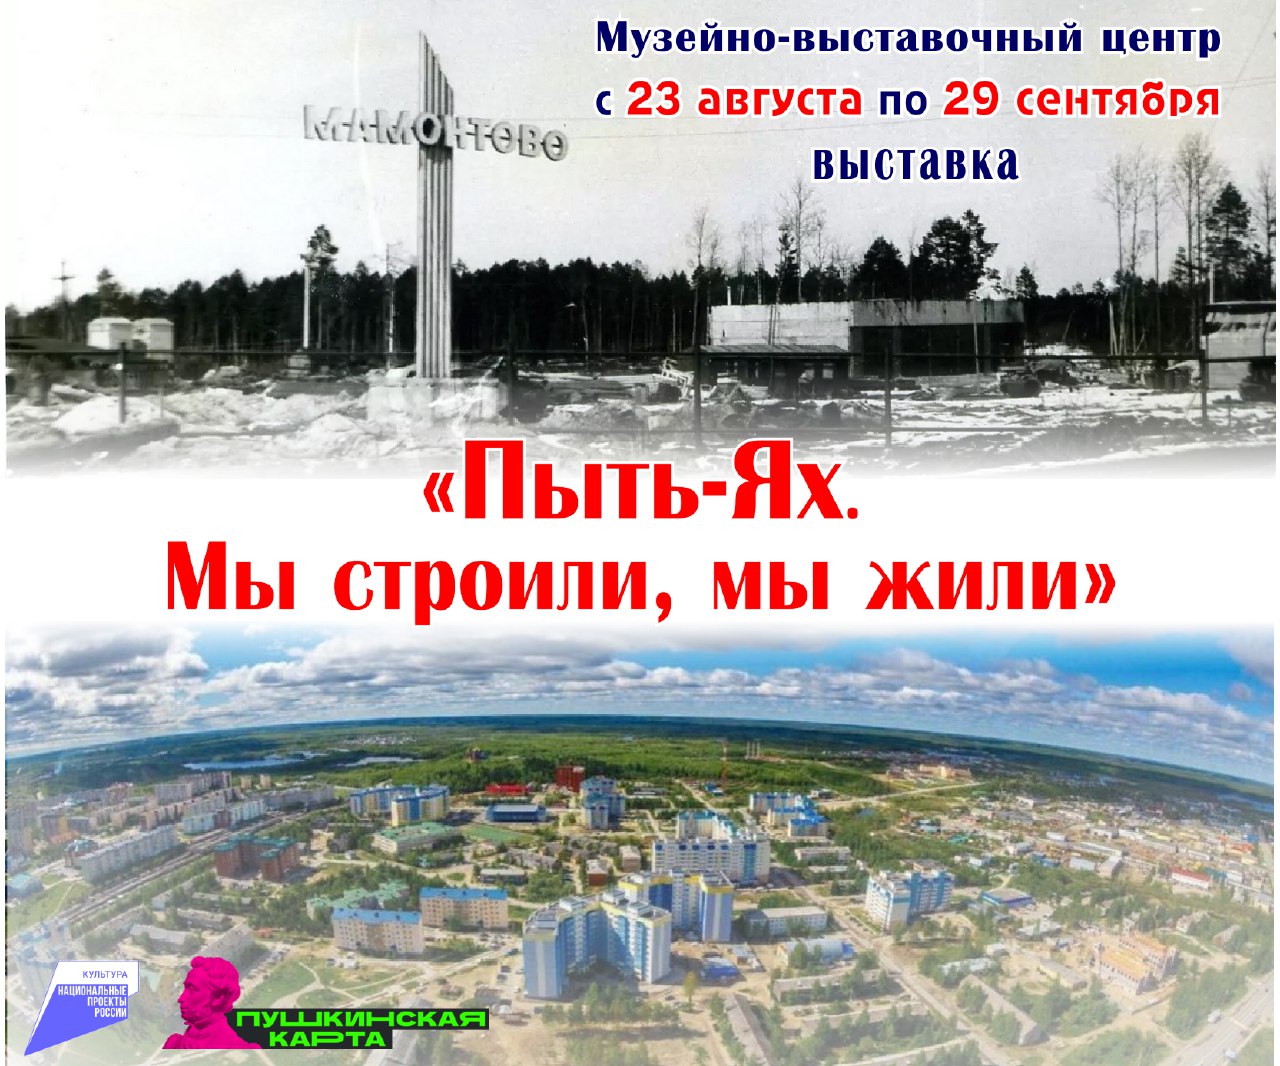 Музейно-выставочный центр
с 23 августа по 29 сентября
выставка
МАМОНТОВО
«Пыть-Ях.
Мы строили, мы жили»
КУЛЬТУРА
НАЦИОНАЛЬНЫЕ
ПРОЕКТЫ
РОССИИ
ПУШКИНСКАЯ
КАРТА